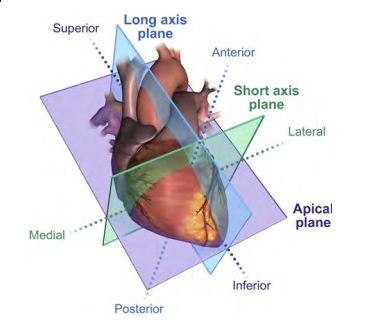 Superior
Long axis
plane
Anterior
Short axis
plane
Lateral
Apical
plane
Medial
Inferior
Posterior